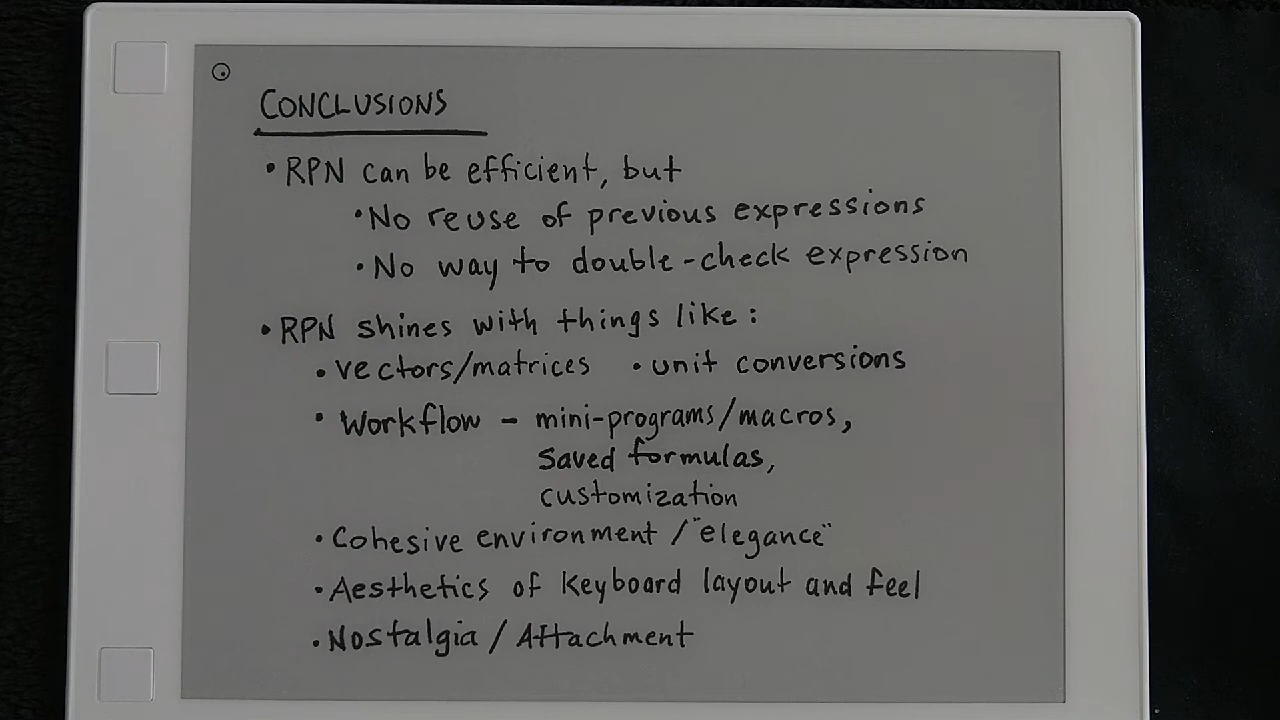 CONCLUSIONS
• RPN can be efficient, but
• No reuse of previous expressions
• No way to double-check expression
• RPN shines with things like:
• vectors/matrices • unit conversions
• Workflow – mini-programs/macros,
saved formulas,
customization
• Cohesive environment / "elegance"
• Aesthetics of keyboard layout and feel
• Nostalgia / Attachment